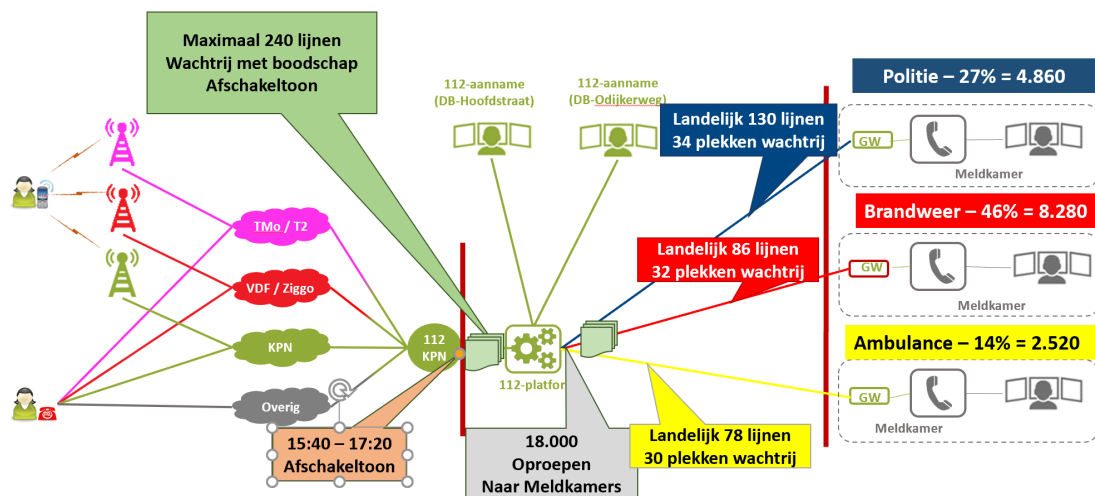 Maximaal 240 lijnen
Wachtrij met boodschap
Afschakeltoon
112-aanname
(DB-Hoofdstraat)
112-aanname
(DB-Odijkerweg)
Landelijk 130 lijnen
34 plekken wachtrij
Politie – 27% = 4.860
GW
Meldkamer
TMo / T2
VDF / Ziggo
KPN
Overig
112
KPN
112-platfor
Landelijk 86 lijnen
32 plekken wachtrij
Brandweer – 46% = 8.280
GW
Meldkamer
Ambulance – 14% = 2.520
GW
Meldkamer
Landelijk 78 lijnen
30 plekken wachtrij
15:40 – 17:20
Afschakeltoon
18.000
Oproepen
Naar Meldkamers